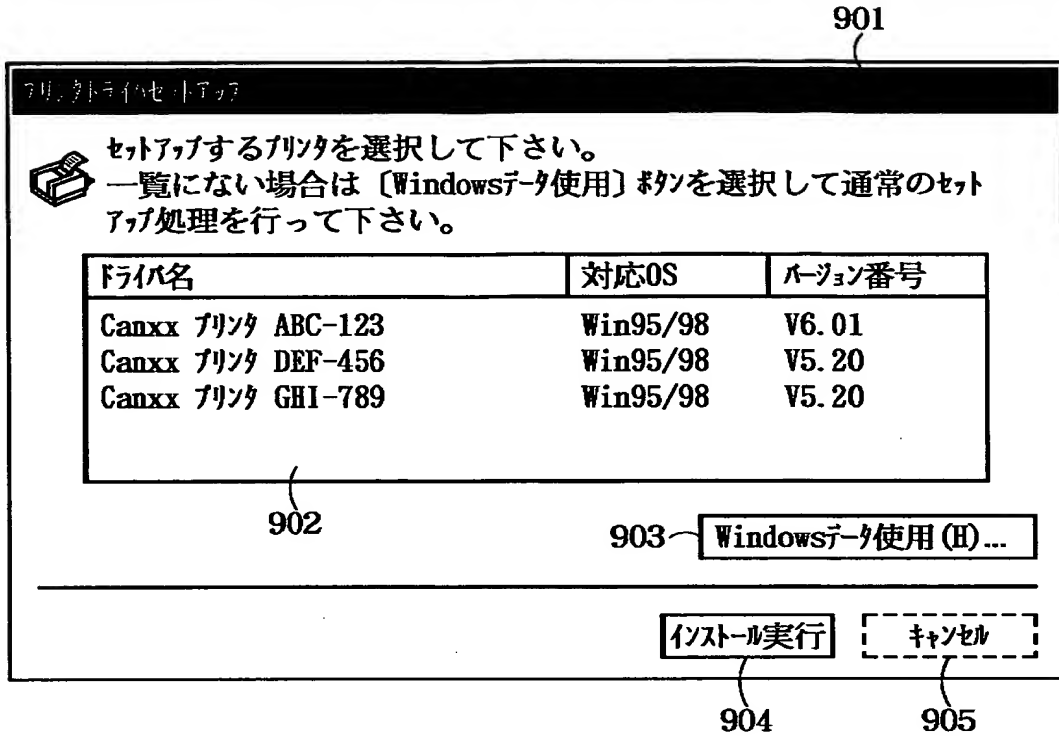 901
ﾌﾟﾘﾝﾀﾄﾞﾗｲﾊﾞｾｯﾄｱｯﾌﾟ
ｾｯﾄｱｯﾌﾟするﾌﾟﾘﾝﾀを選択して下さい。
一覧にない場合は〔Windowsﾃﾞｰﾀ使用〕ﾎﾞﾀﾝを選択して通常のｾｯﾄ
ｱｯﾌﾟ処理を行って下さい。
ﾄﾞﾗｲﾊﾞ名 対応OS ﾊﾞｰｼﾞｮﾝ番号
Canxx ﾌﾟﾘﾝﾀ ABC-123 Win95/98 V6.01
Canxx ﾌﾟﾘﾝﾀ DEF-456 Win95/98 V5.20
Canxx ﾌﾟﾘﾝﾀ GHI-789 Win95/98 V5.20
902
903 Windowsﾃﾞｰﾀ使用(H)...
ｲﾝｽﾄｰﾙ実行 ｷｬﾝｾﾙ
904 905